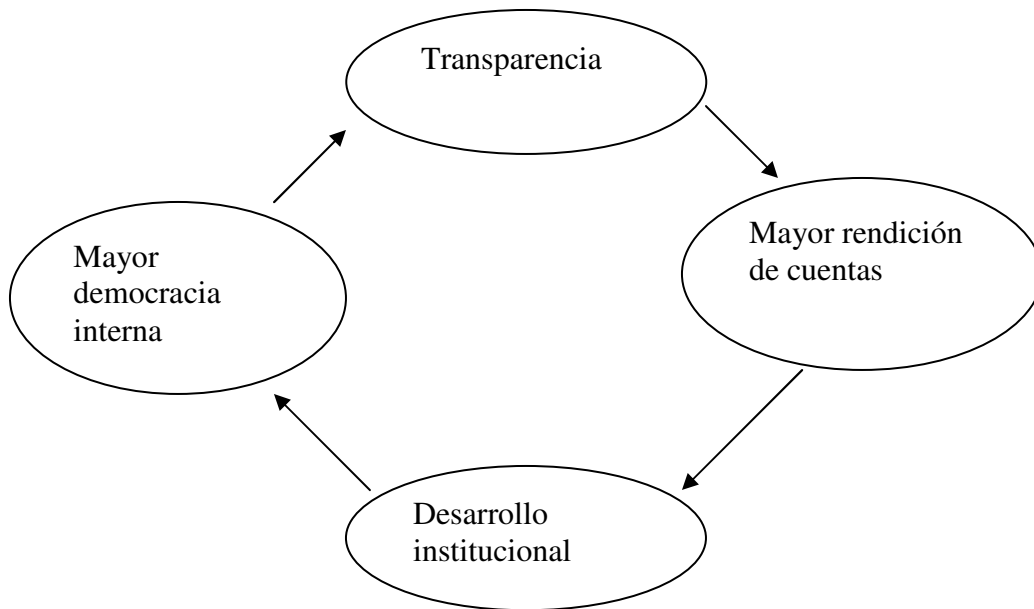 Transparencia
Mayor rendición
de cuentas
Mayor
democracia
interna
Desarrollo
institucional